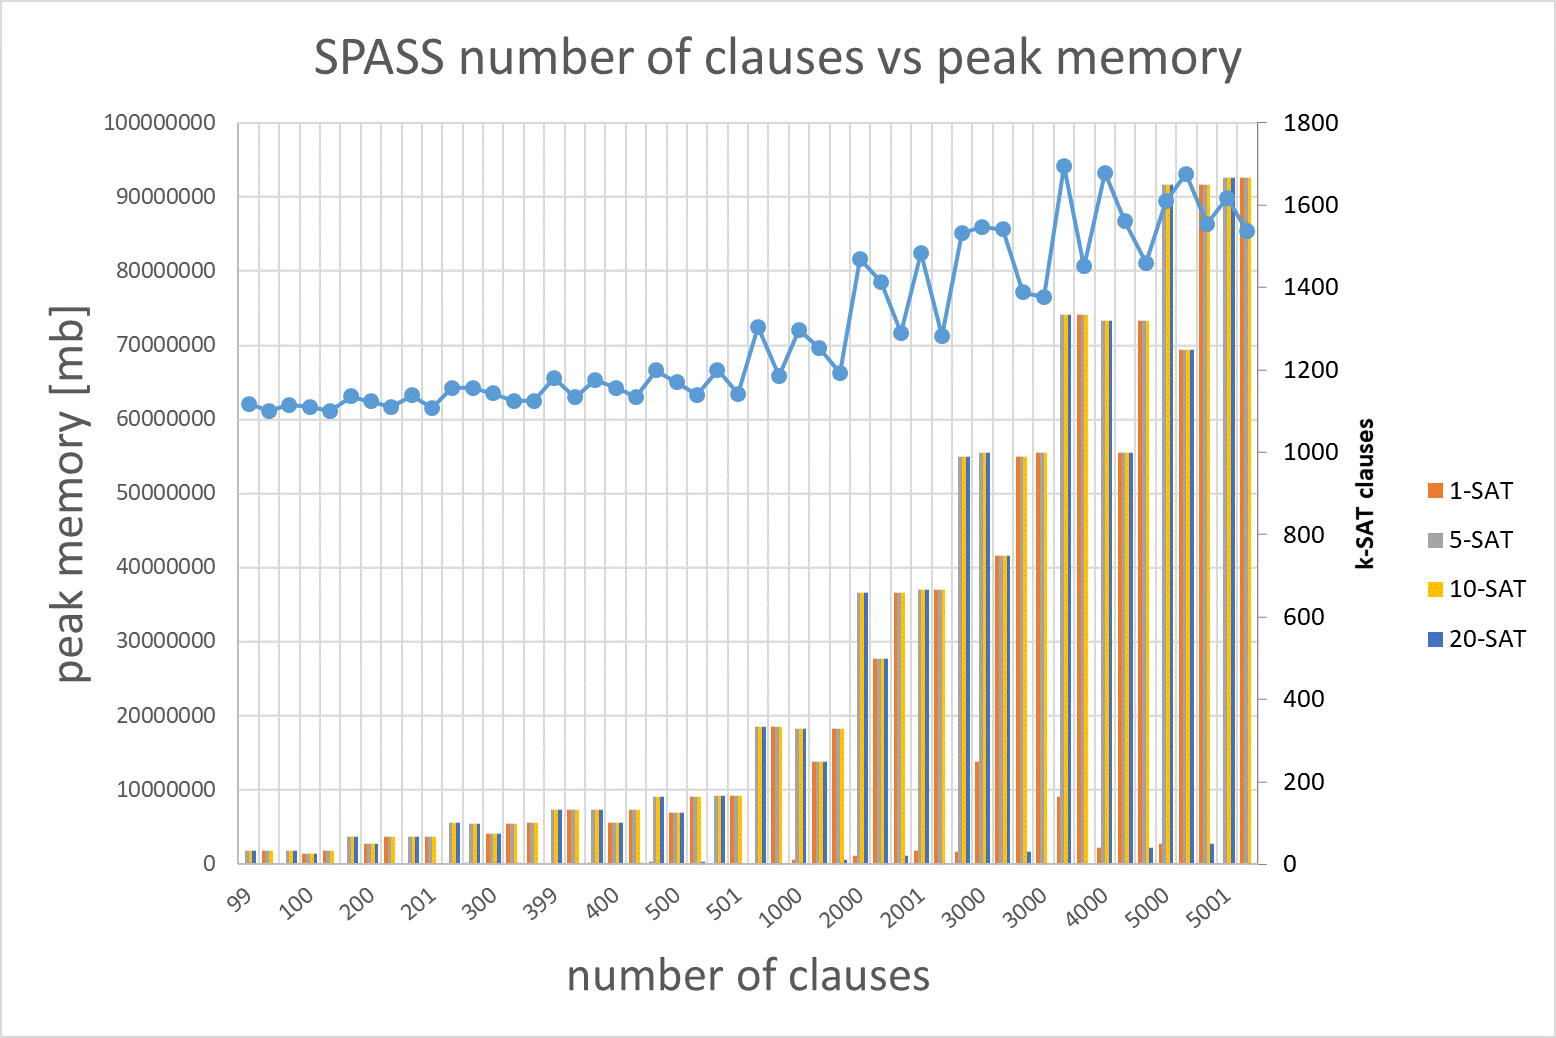 SPASS number of clauses vs peak memory
100000000
90000000
80000000
70000000
60000000
50000000
40000000
30000000
20000000
10000000
0
peak memory [mb]
1800
1600
1400
1200
1000
800
600
400
200
0
k-SAT clauses
1-SAT
5-SAT
10-SAT
20-SAT
99 100 200 201 300 399 400 500 501 1000 2000 2001 3000 3000 4000 5000 5001
number of clauses